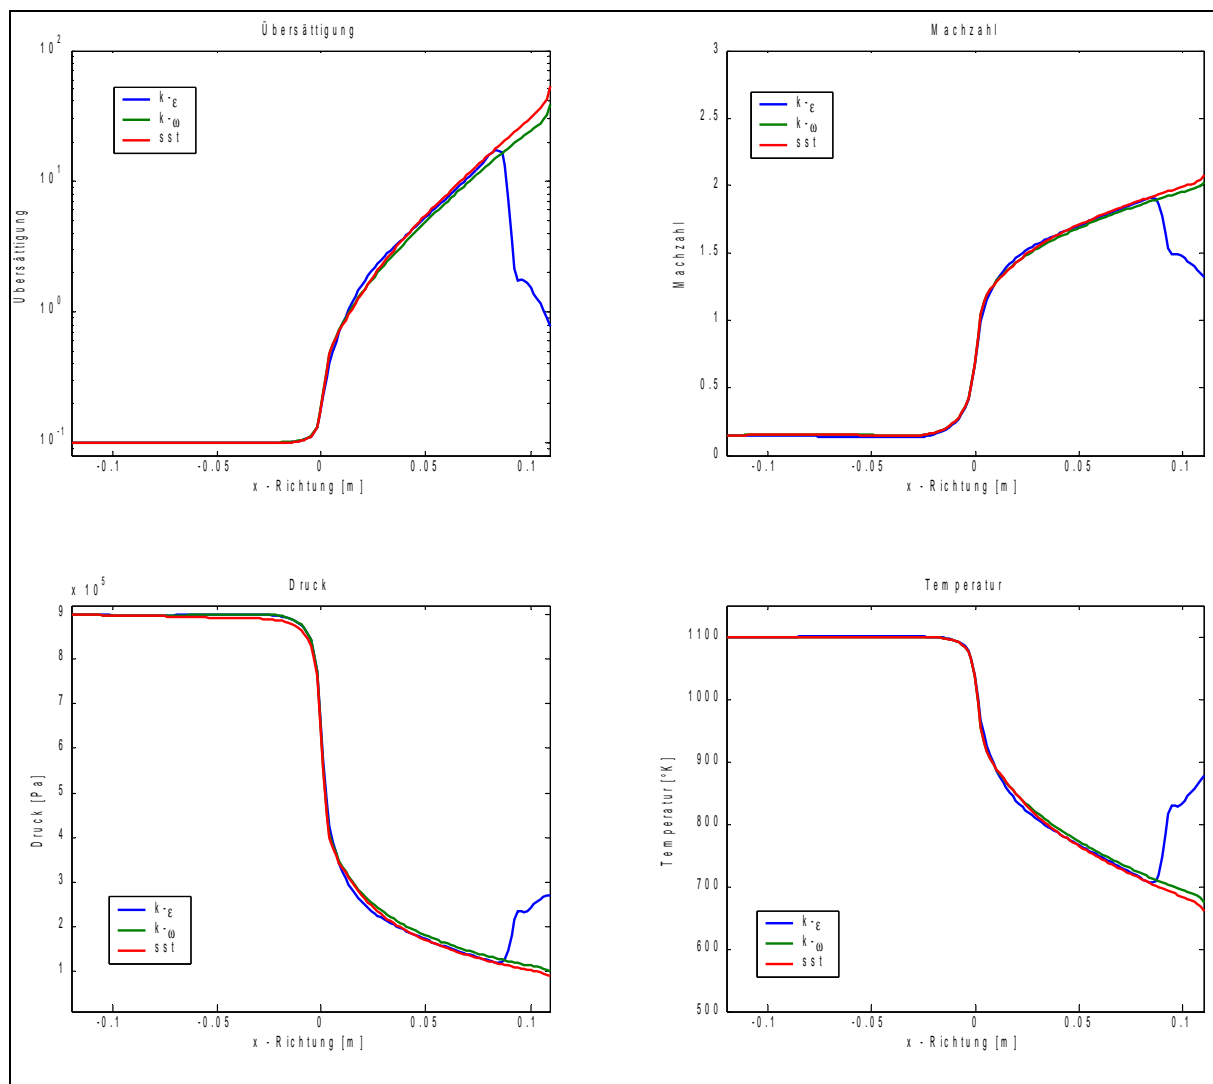 Übersättigung
Übersättigung
10^2
10^1
10^0
10^-1
k-ε
k-ω
sst
-0.1 -0.05 0 0.05 0.1
x - Richtung [m]
Machzahl
Machzahl
3
2.5
2
1.5
1
0.5
0
k-ε
k-ω
sst
-0.1 -0.05 0 0.05 0.1
x - Richtung [m]
Druck
x 10^5
Druck [Pa]
9
8
7
6
5
4
3
2
1
k-ε
k-ω
sst
-0.1 -0.05 0 0.05 0.1
x - Richtung [m]
Temperatur
Temperatur [°K]
1100
1000
900
800
700
600
500
k-ε
k-ω
sst
-0.1 -0.05 0 0.05 0.1
x - Richtung [m]